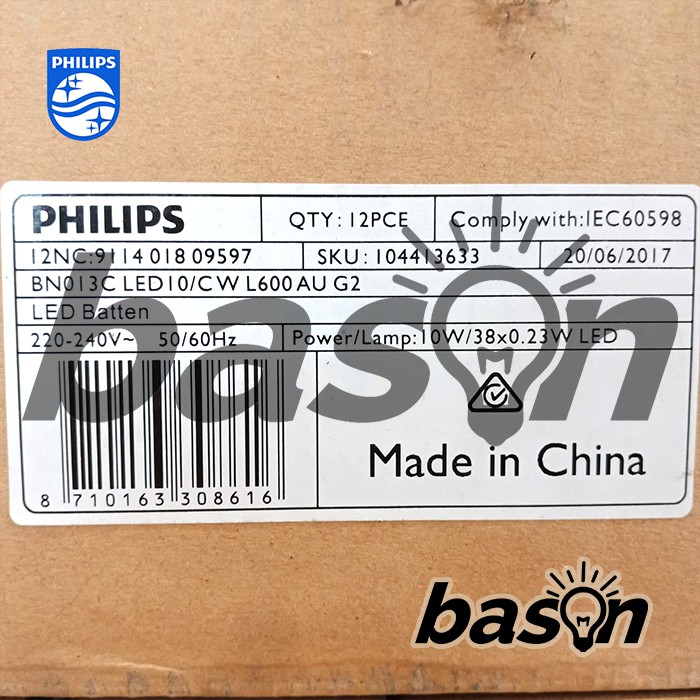 PHILIPS
PHILIPS QTY: 12PCE Comply with:IEC60598
12NC:9114 018 09597 SKU: 104413633 20/06/2017
BN013C LED10/CW L600 AU G2
LED Batten
220-240V~ 50/60Hz Power/Lamp:10W/38x0.23W LED
bason
Made in China
8 710163 308616
bason